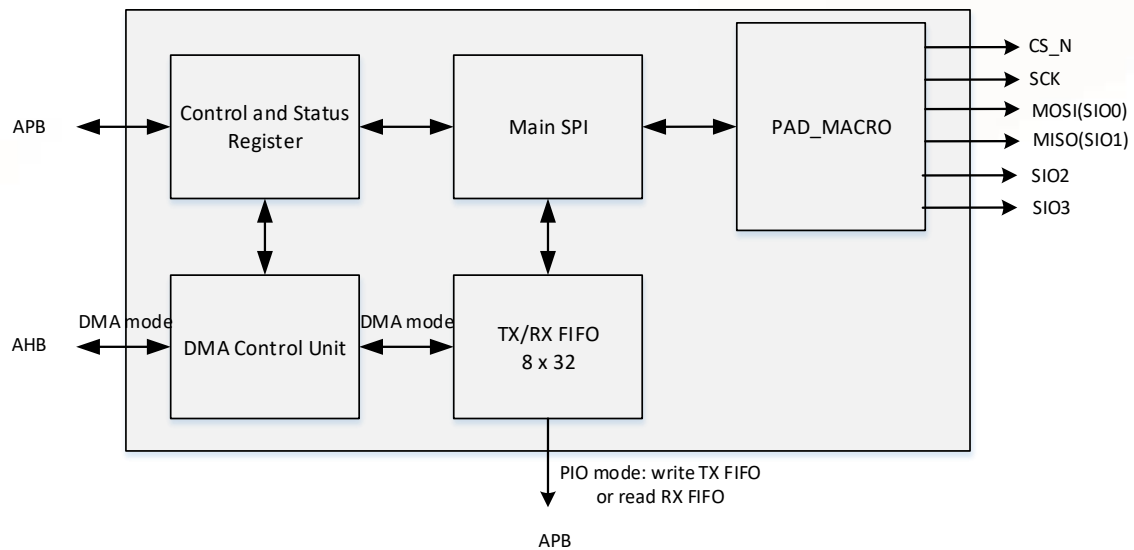 CS_N
SCK
MOSI(SIO0)
MISO(SIO1)
SIO2
SIO3
APB
Control and Status
Register
Main SPI
PAD_MACRO
AHB
DMA mode
DMA Control Unit
DMA mode
TX/RX FIFO
8 x 32
PIO mode: write TX FIFO
or read RX FIFO
APB